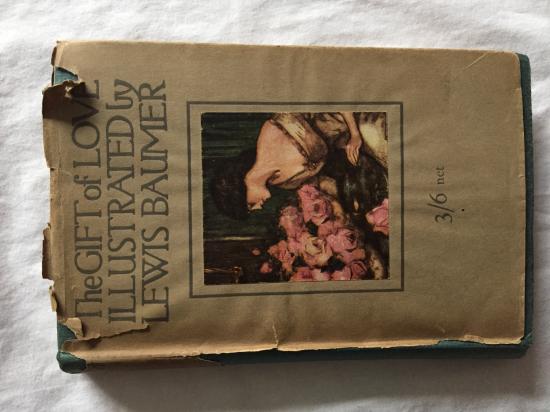 The GIFT of LOVE
ILLUSTRATED by
LEWIS BAUMER
3/6 net